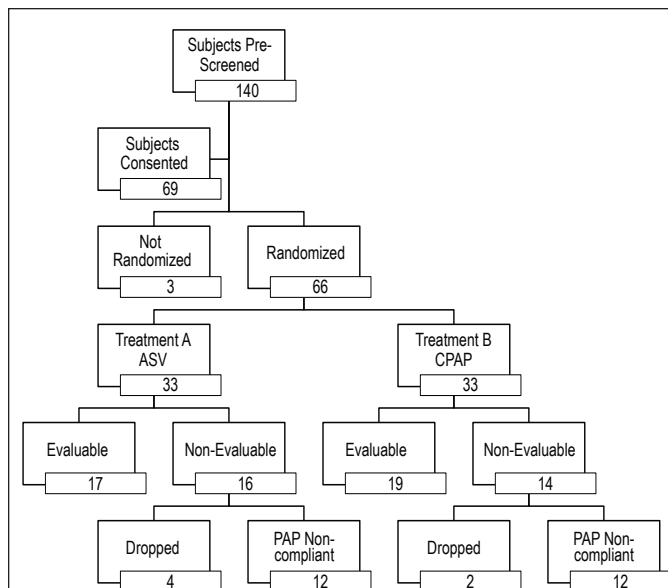 Subjects Pre-
Screened
140
Subjects
Consented
69
Not
Randomized
3
Randomized
66
Treatment A
ASV
33
Treatment B
CPAP
33
Evaluable
17
Non-Evaluable
16
Evaluable
19
Non-Evaluable
14
Dropped
4
PAP Non-
compliant
12
Dropped
2
PAP Non-
compliant
12